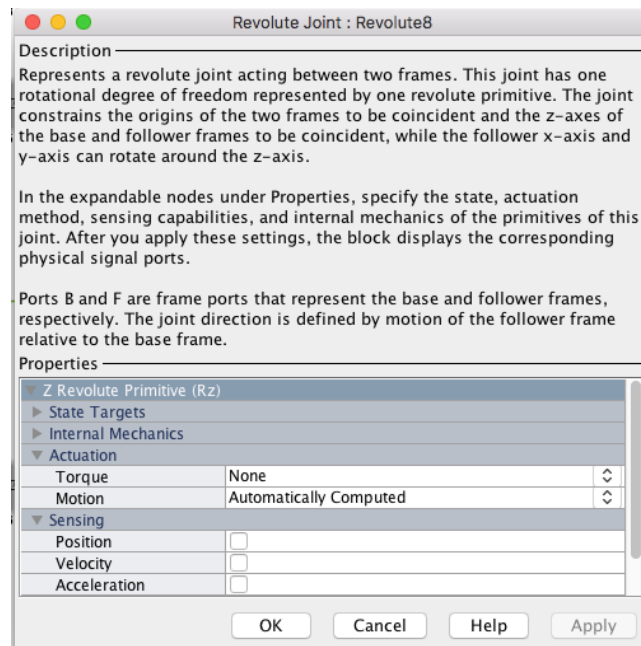 Revolute Joint : Revolute8
Description
Represents a revolute joint acting between two frames. This joint has one
rotational degree of freedom represented by one revolute primitive. The joint
constrains the origins of the two frames to be coincident and the z-axes of
the base and follower frames to be coincident, while the follower x-axis and
y-axis can rotate around the z-axis.
In the expandable nodes under Properties, specify the state, actuation
method, sensing capabilities, and internal mechanics of the primitives of this
joint. After you apply these settings, the block displays the corresponding
physical signal ports.
Ports B and F are frame ports that represent the base and follower frames,
respectively. The joint direction is defined by motion of the follower frame
relative to the base frame.
Properties
Z Revolute Primitive (Rz)
State Targets
Internal Mechanics
Actuation
Torque None
Motion Automatically Computed
Sensing
Position
Velocity
Acceleration
OK Cancel Help Apply